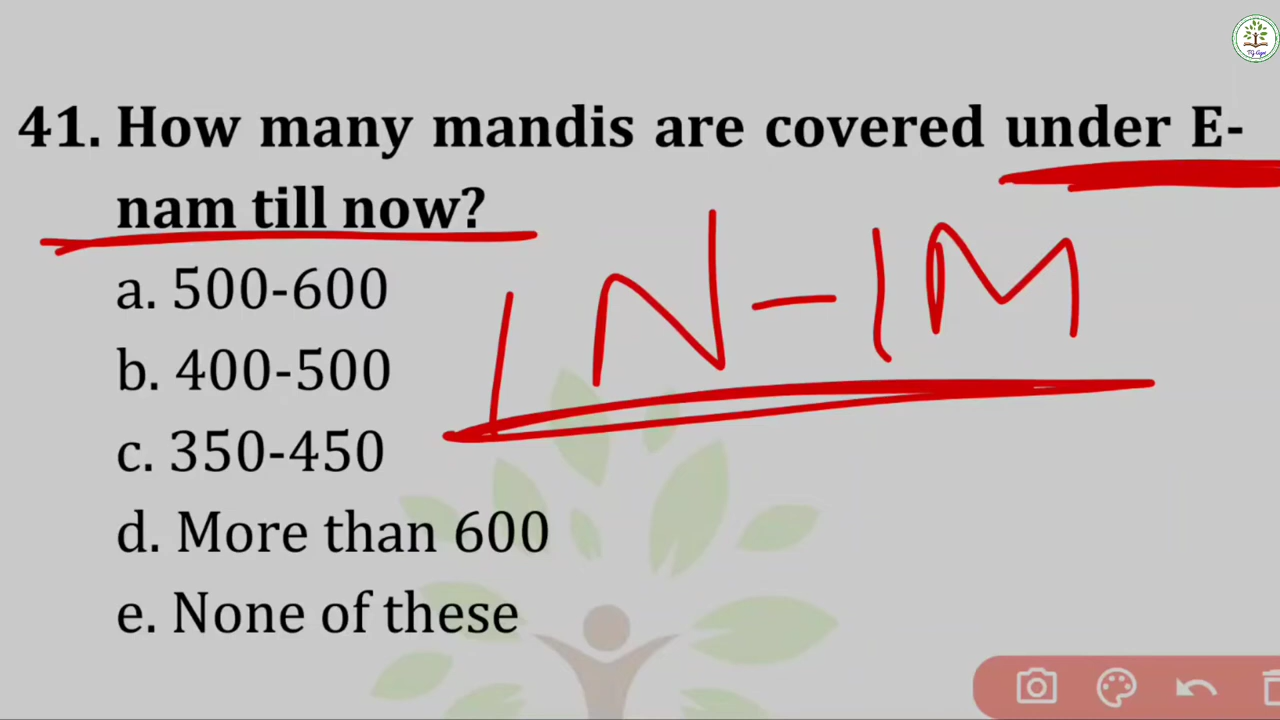 41. How many mandis are covered under E-
nam till now?
1N-1M
a. 500-600
b. 400-500
c. 350-450
d. More than 600
e. None of these